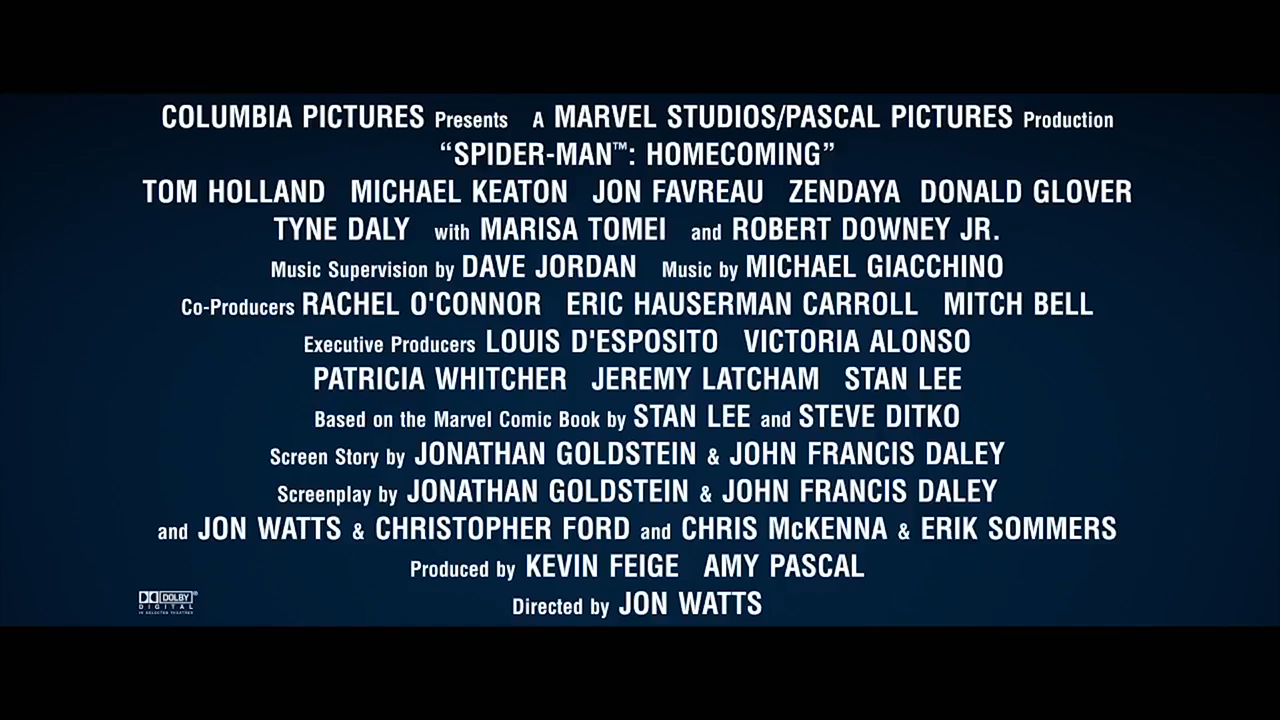 COLUMBIA PICTURES Presents A MARVEL STUDIOS/PASCAL PICTURES Production
“SPIDER-MAN™: HOMECOMING”
TOM HOLLAND MICHAEL KEATON JON FAVREAU ZENDAYA DONALD GLOVER
TYNE DALY with MARISA TOMEI and ROBERT DOWNEY JR.
Music Supervision by DAVE JORDAN Music by MICHAEL GIACCHINO
Co-Producers RACHEL O'CONNOR ERIC HAUSERMAN CARROLL MITCH BELL
Executive Producers LOUIS D'ESPOSITO VICTORIA ALONSO
PATRICIA WHITCHER JEREMY LATCHAM STAN LEE
Based on the Marvel Comic Book by STAN LEE and STEVE DITKO
Screen Story by JONATHAN GOLDSTEIN & JOHN FRANCIS DALEY
Screenplay by JONATHAN GOLDSTEIN & JOHN FRANCIS DALEY
and JON WATTS & CHRISTOPHER FORD and CHRIS McKENNA & ERIK SOMMERS
Produced by KEVIN FEIGE AMY PASCAL
Directed by JON WATTS
DOLBY®
DIGITAL
IN SELECTED THEATRES